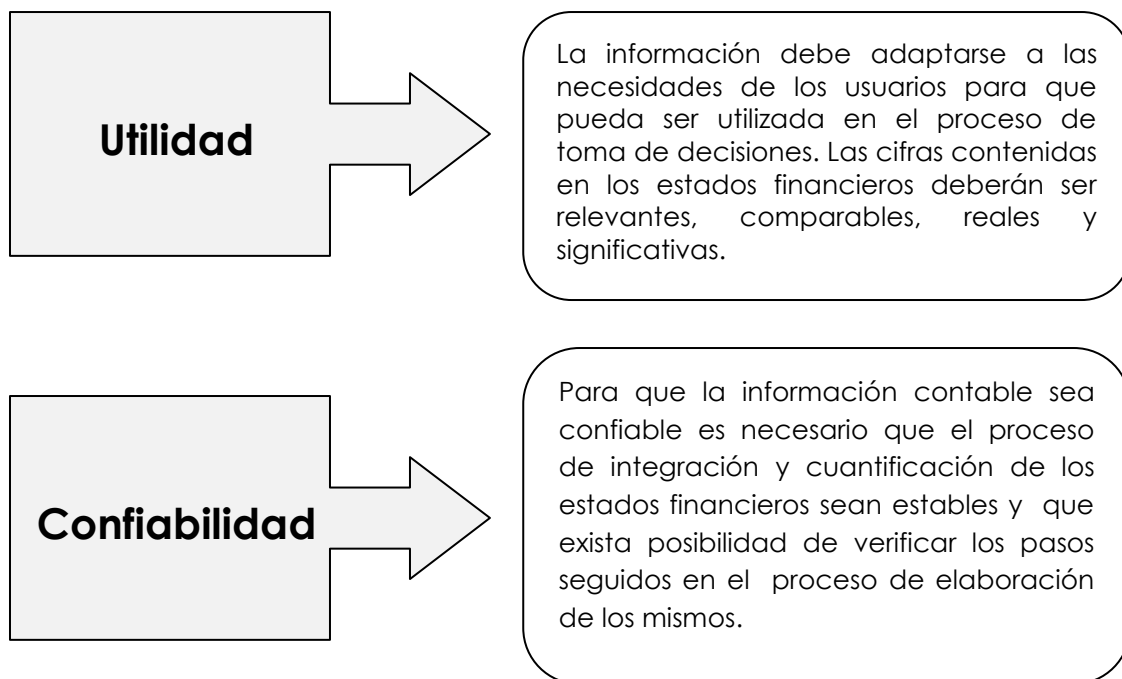 Utilidad
La información debe adaptarse a las
necesidades de los usuarios para que
pueda ser utilizada en el proceso de
toma de decisiones. Las cifras contenidas
en los estados financieros deberán ser
relevantes, comparables, reales y
significativas.
Confiabilidad
Para que la información contable sea
confiable es necesario que el proceso
de integración y cuantificación de los
estados financieros sean estables y que
exista posibilidad de verificar los pasos
seguidos en el proceso de elaboración
de los mismos.